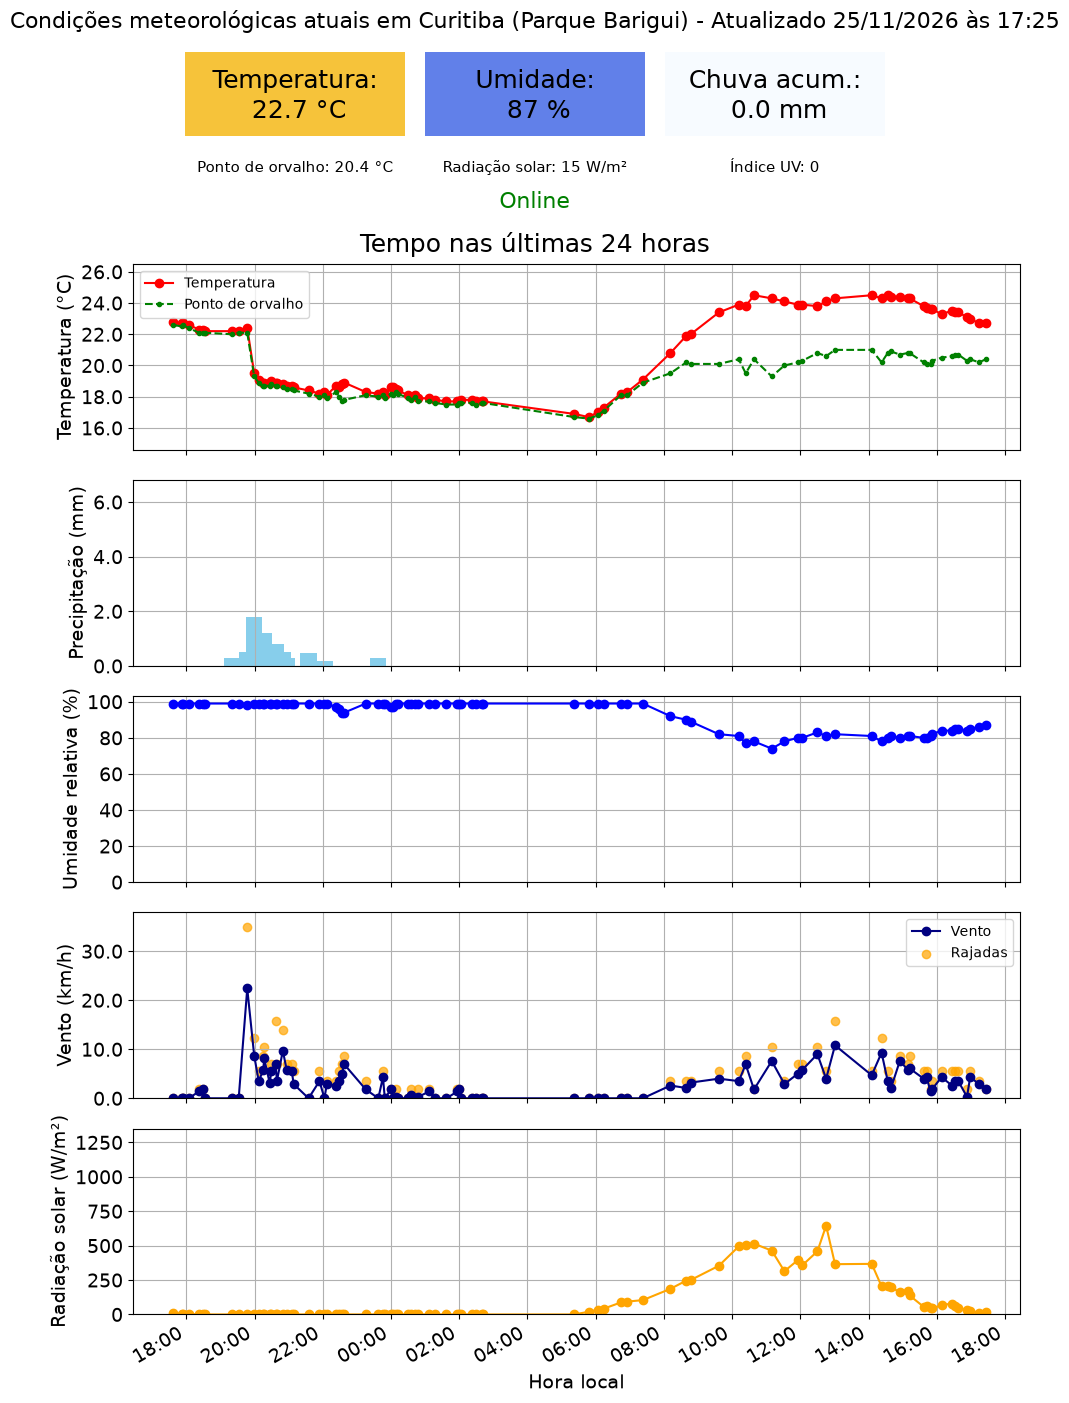 Condições meteorológicas atuais em Curitiba (Parque Barigui) - Atualizado 25/11/2026 às 17:25
Temperatura:
22.7 °C
Umidade:
87 %
Chuva acum.:
0.0 mm
Ponto de orvalho: 20.4 °C
Radiação solar: 15 W/m²
Índice UV: 0
Online
Tempo nas últimas 24 horas
Temperatura (°C)
26.0
24.0
22.0
20.0
18.0
16.0
Temperatura
Ponto de orvalho
Precipitação (mm)
6.0
4.0
2.0
0.0
Umidade relativa (%)
100
80
60
40
20
0
Vento (km/h)
30.0
20.0
10.0
0.0
Vento
Rajadas
Radiação solar (W/m²)
1250
1000
750
500
250
0
18:00
20:00
22:00
00:00
02:00
04:00
06:00
08:00
10:00
12:00
14:00
16:00
18:00
Hora local